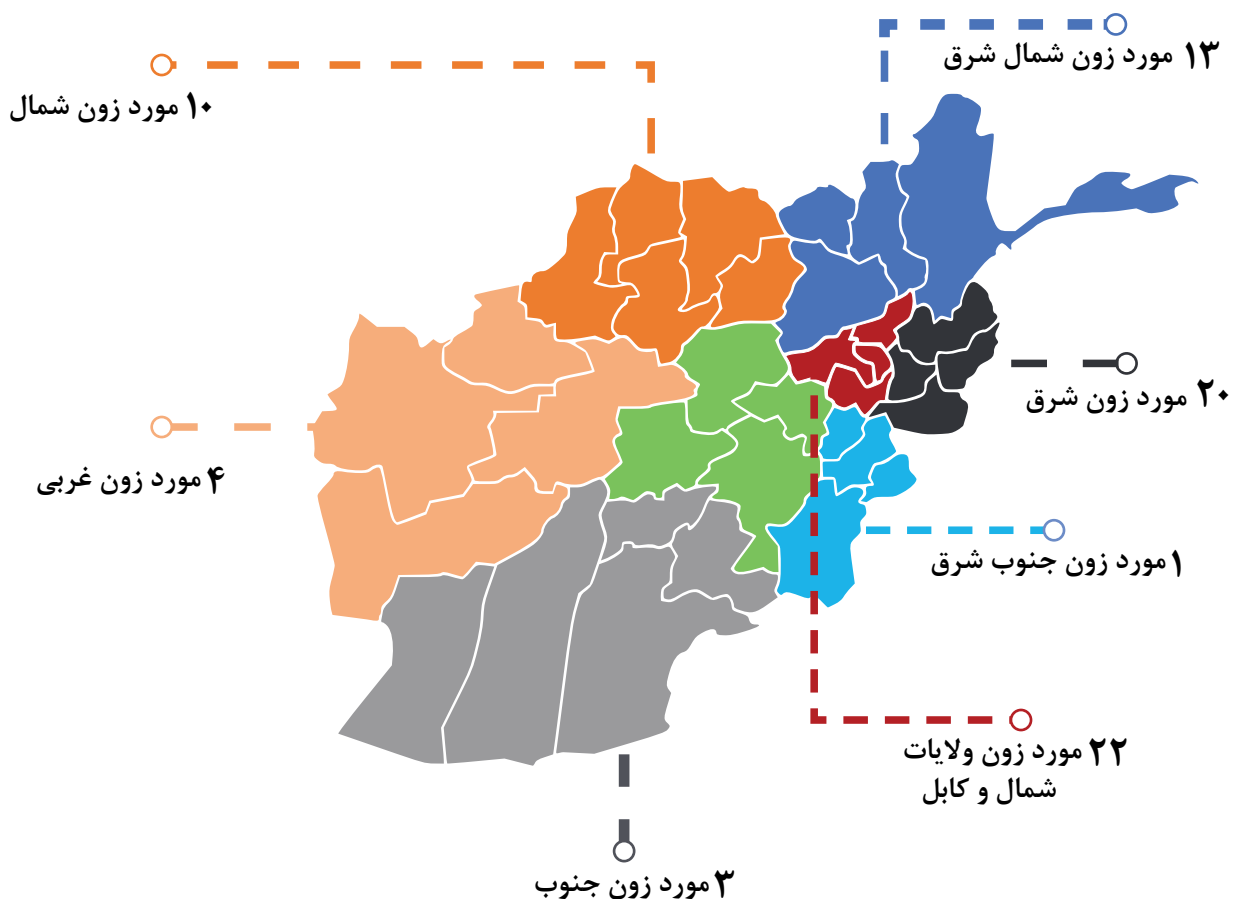 ۱۳ مورد زون شمال شرق
۱۰ مورد زون شمال
۲۰ مورد زون شرق
۴ مورد زون غربی
۱ مورد زون جنوب شرق
۲۲ مورد زون ولایات
شمال و کابل
۳ مورد زون جنوب